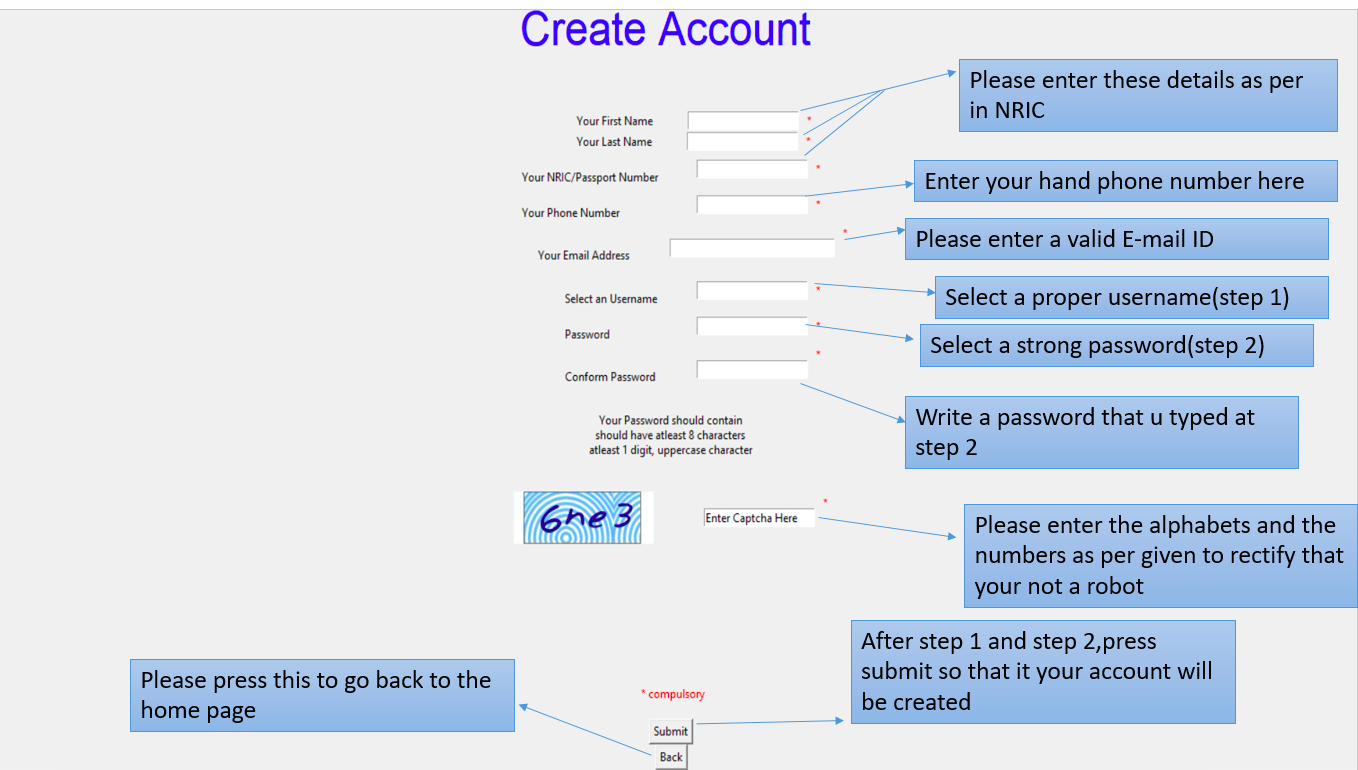 Create Account
Please enter these details as per
in NRIC
Your First Name
*
Your Last Name
*
Your NRIC/Passport Number
*
Enter your hand phone number here
Your Phone Number
*
Your Email Address
*
Please enter a valid E-mail ID
Select an Username
*
Select a proper username(step 1)
Password
*
Select a strong password(step 2)
Conform Password
*
Write a password that u typed at
step 2
Your Password should contain
should have atleast 8 characters
atleast 1 digit, uppercase character
6ne3
Enter Captcha Here
*
Please enter the alphabets and the
numbers as per given to rectify that
your not a robot
After step 1 and step 2,press
submit so that it your account will
be created
Please press this to go back to the
home page
* compulsory
Submit
Back